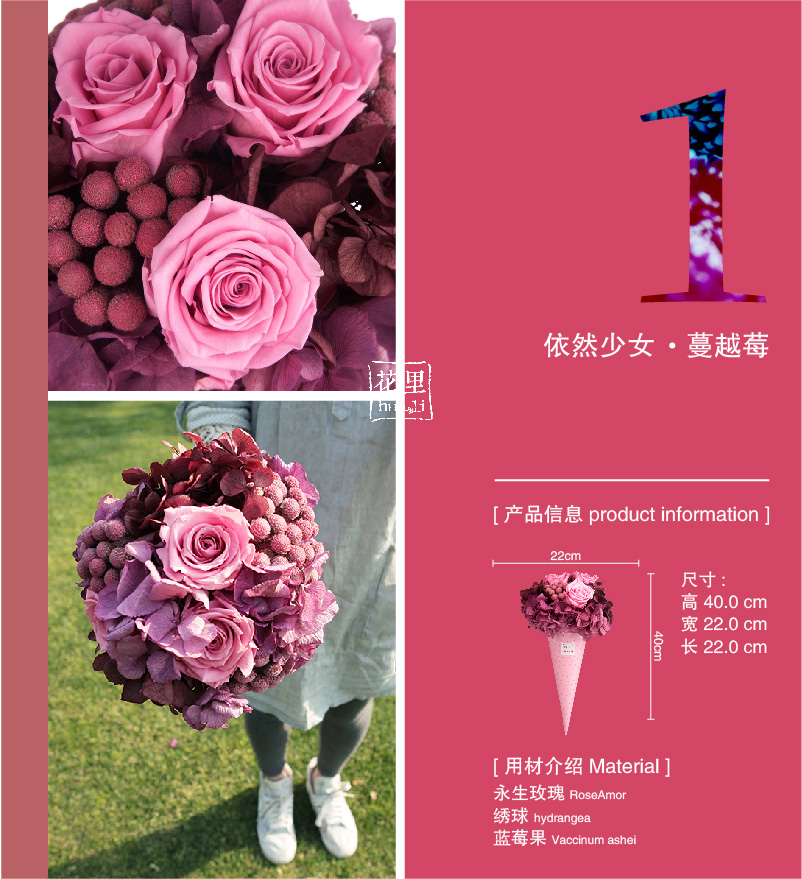 1
依然少女·蔓越莓
花里
huali
[ 产品信息 product information ]
22cm
40cm
尺寸：
高 40.0 cm
宽 22.0 cm
长 22.0 cm
[ 用材介绍 Material ]
永生玫瑰 RoseAmor
绣球 hydrangea
蓝莓果 Vaccinum ashei